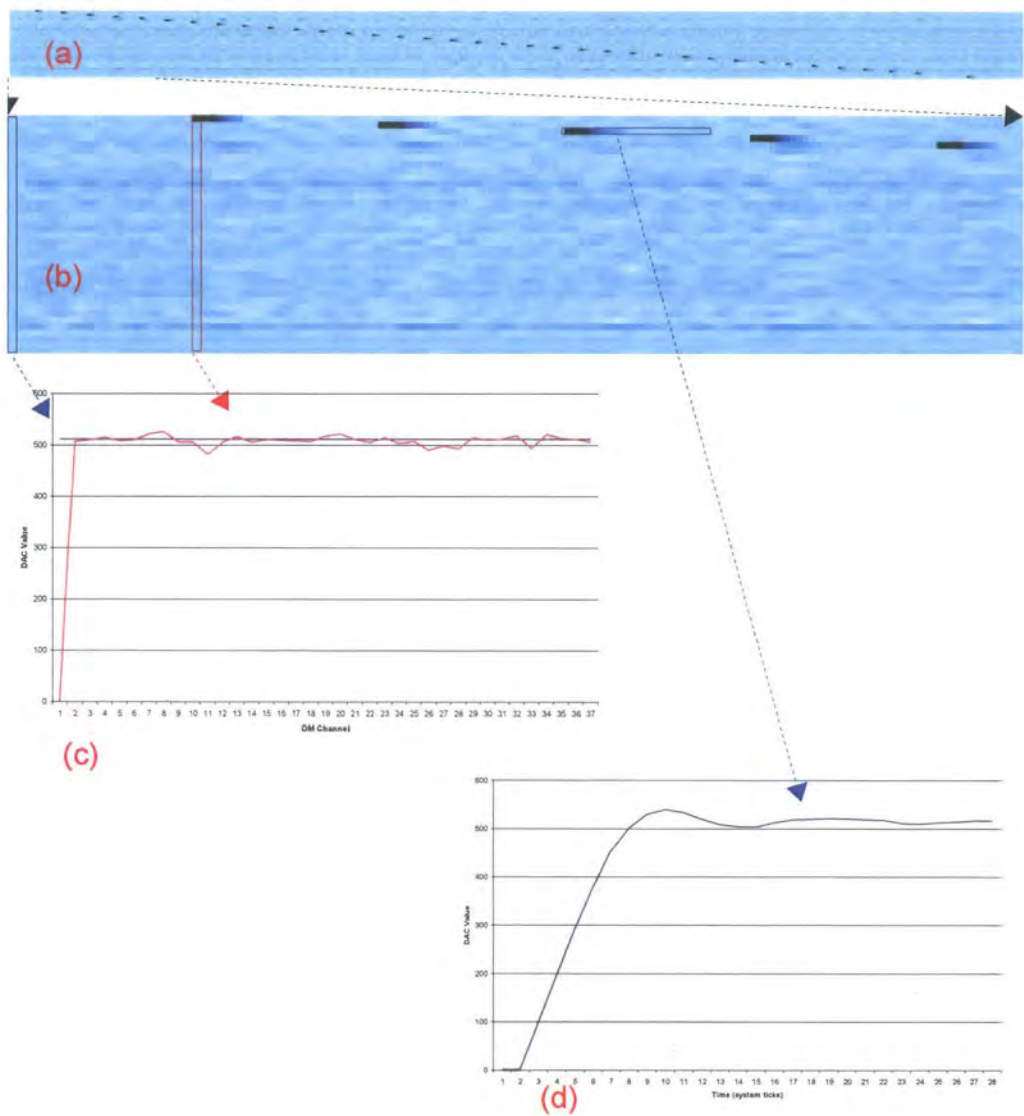 (a)
(b)
600
500
400
300
200
100
0
DAC Value
1 2 3 4 5 6 7 8 9 10 11 12 13 14 15 16 17 18 19 20 21 22 23 24 25 26 27 28 29 30 31 32 33 34 35 36 37
DM Channel
(c)
600
500
400
300
200
100
0
DAC Value
1 2 3 4 5 6 7 8 9 10 11 12 13 14 15 16 17 18 19 20 21 22 23 24 25 26 27 28
Time (system ticks)
(d)